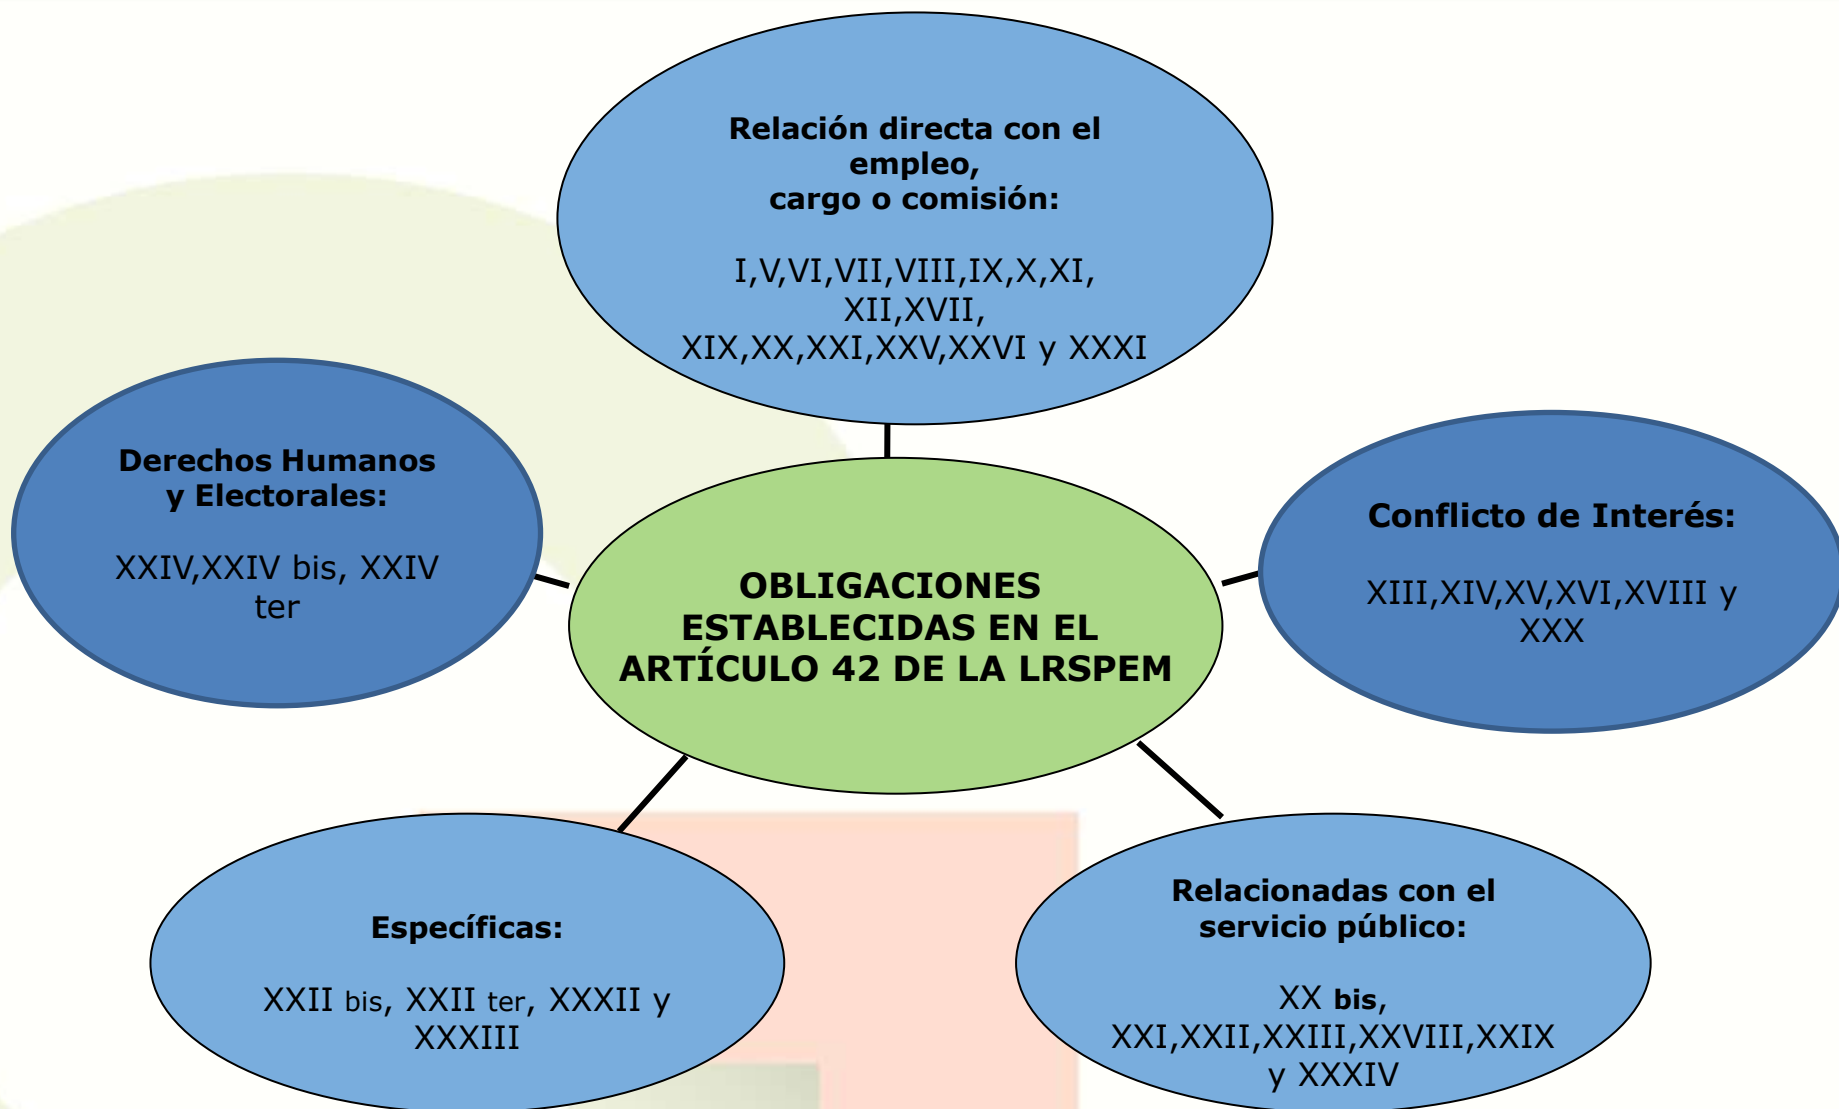 Relación directa con el
empleo,
cargo o comisión:
I,V,VI,VII,VIII,IX,X,XI,
XII,XVII,
XIX,XX,XXI,XXV,XXVI y XXXI
Derechos Humanos
y Electorales:
XXIV,XXIV bis, XXIV
ter
Conflicto de Interés:
XIII,XIV,XV,XVI,XVIII y
XXX
OBLIGACIONES
ESTABLECIDAS EN EL
ARTÍCULO 42 DE LA LRSPEM
Específicas:
XXII bis, XXII ter, XXXII y
XXXIII
Relacionadas con el
servicio público:
XX bis,
XXI,XXII,XXIII,XXVIII,XXIX
y XXXIV